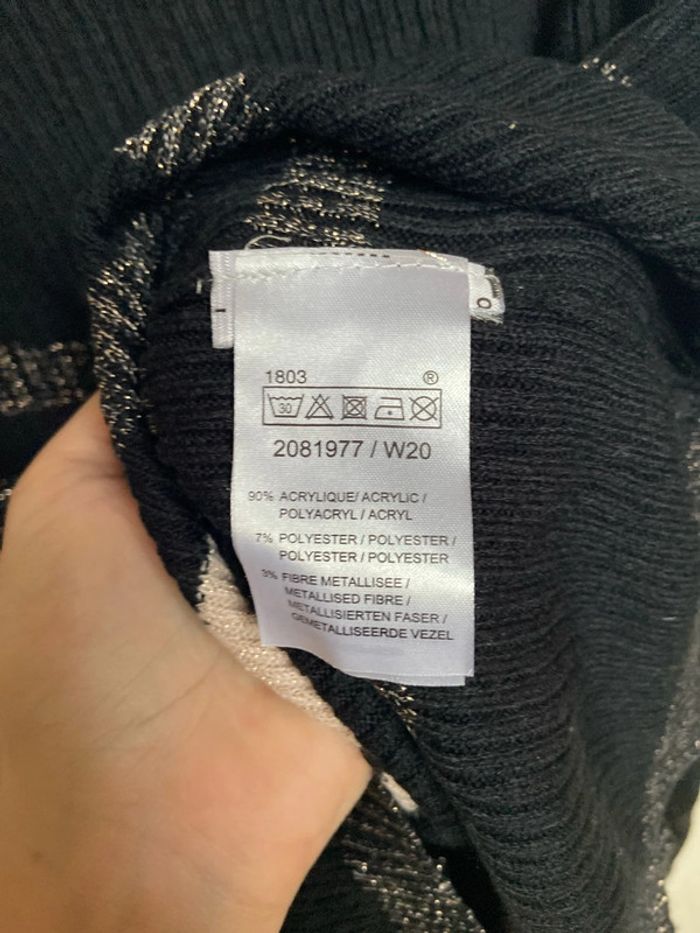 1803 ®
30
2081977 / W20
90% ACRYLIQUE/ ACRYLIC /
POLYACRYL / ACRYL
7% POLYESTER / POLYESTER /
POLYESTER / POLYESTER
3% FIBRE METALLISEE /
METALLISED FIBRE /
METALLISIERTEN FASER /
GEMETALLISEERDE VEZEL